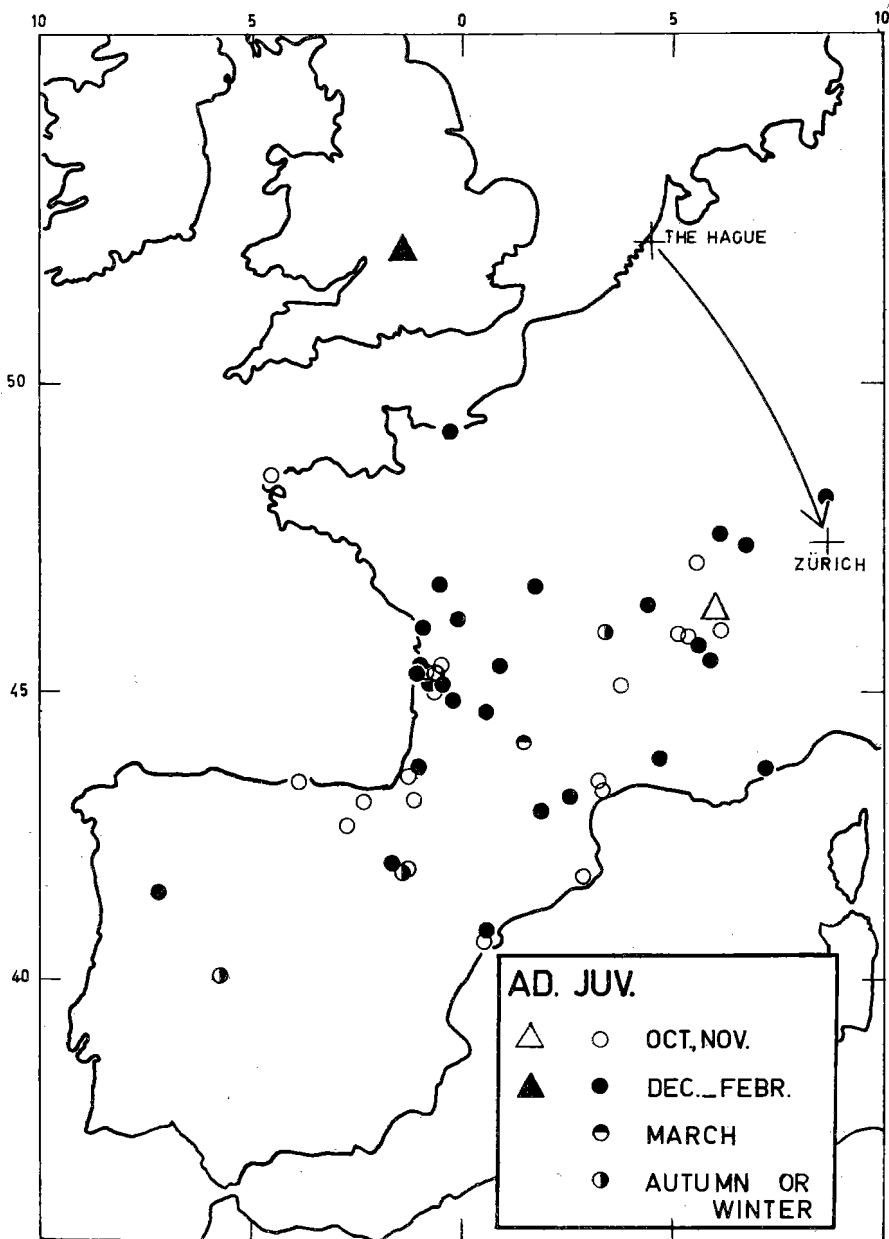 10 5 0 5 10
THE HAGUE
50
ZÜRICH
45
40
AD. JUV.
OCT., NOV.
DEC._FEBR.
MARCH
AUTUMN OR
WINTER